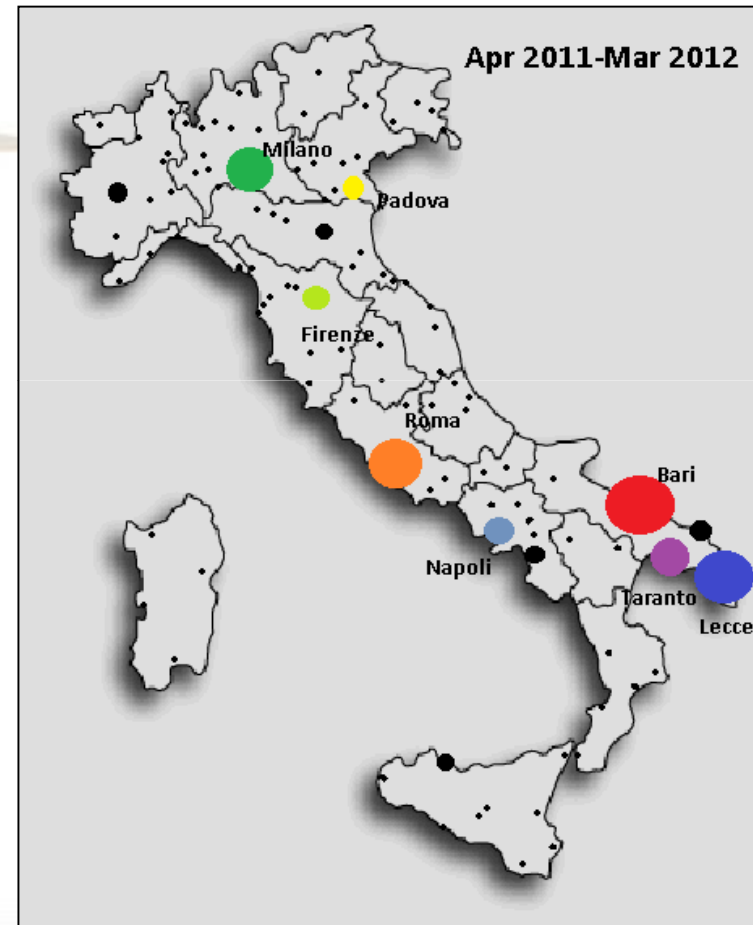 Apr 2011-Mar 2012
Milano
Padova
Firenze
Roma
Bari
Napoli
Taranto
Lecce